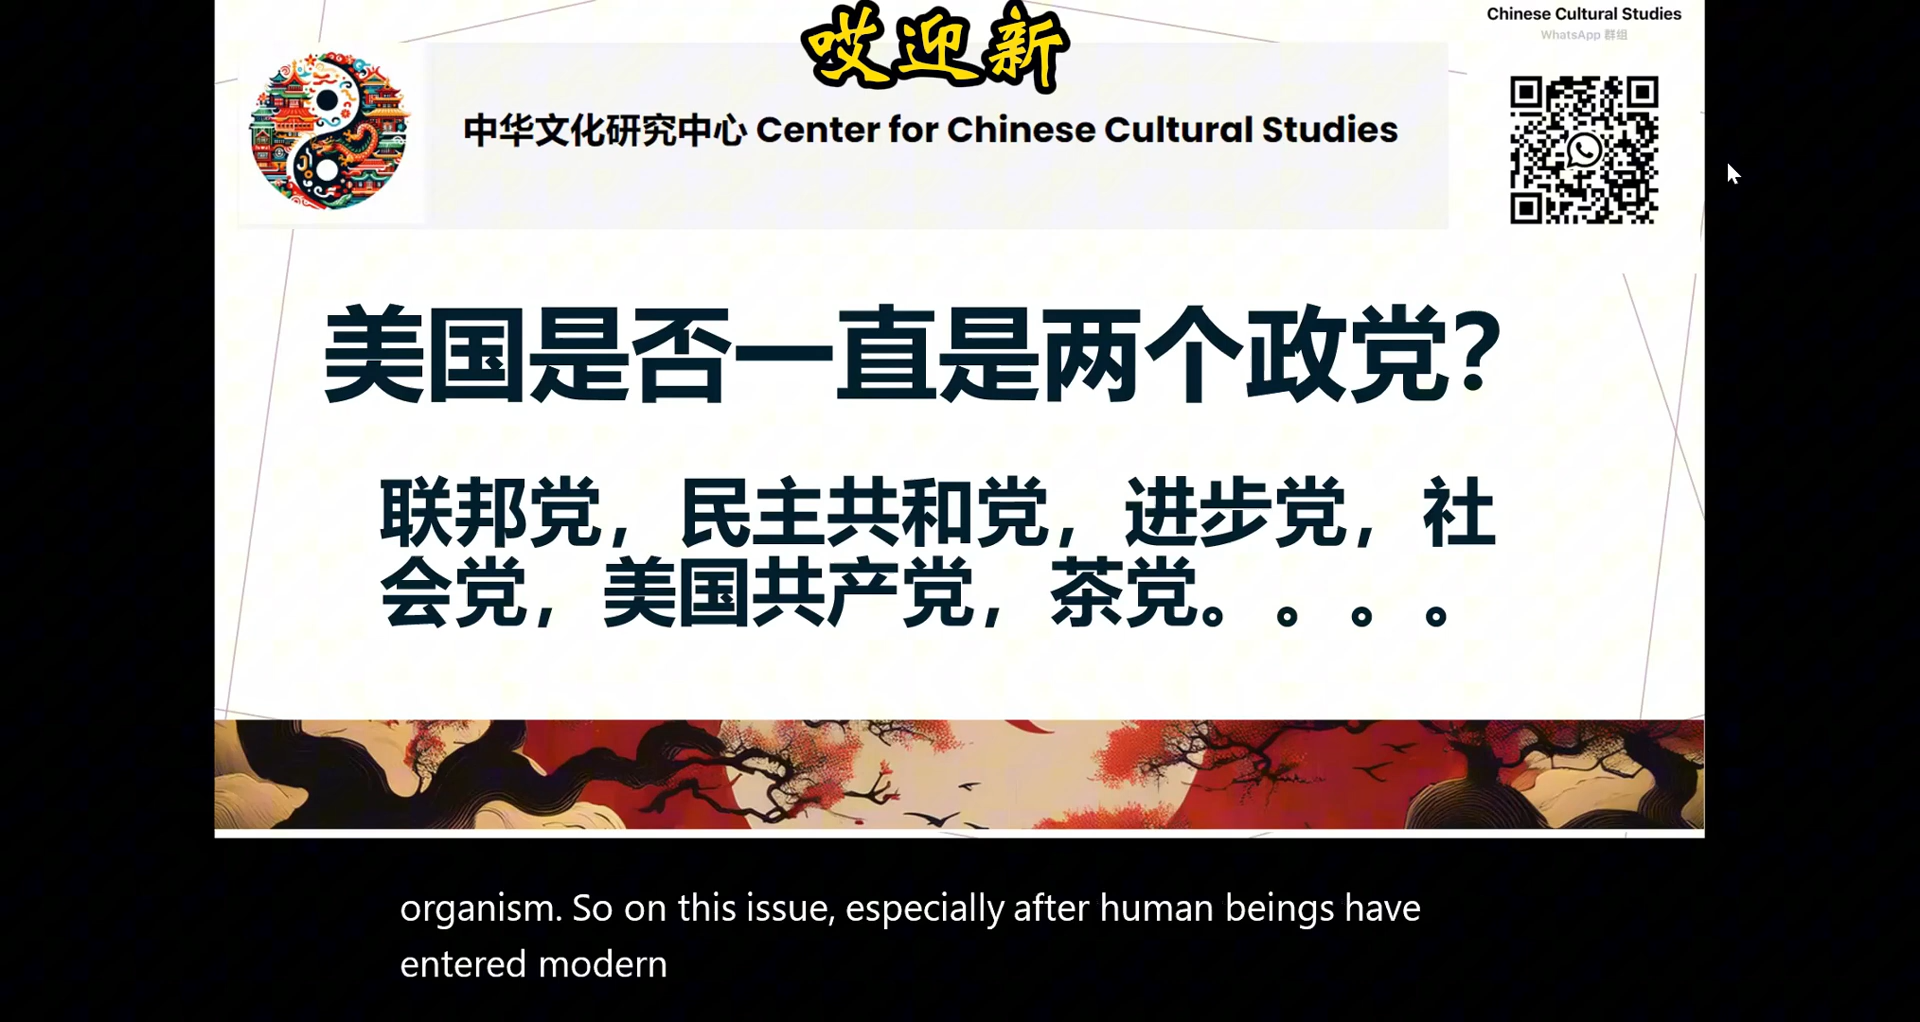 哎迎新
Chinese Cultural Studies
WhatsApp 群组
中华文化研究中心 Center for Chinese Cultural Studies
美国是否一直是两个政党?
联邦党，民主共和党，进步党，社
会党，美国共产党，茶党。。。。
organism. So on this issue, especially after human beings have
entered modern